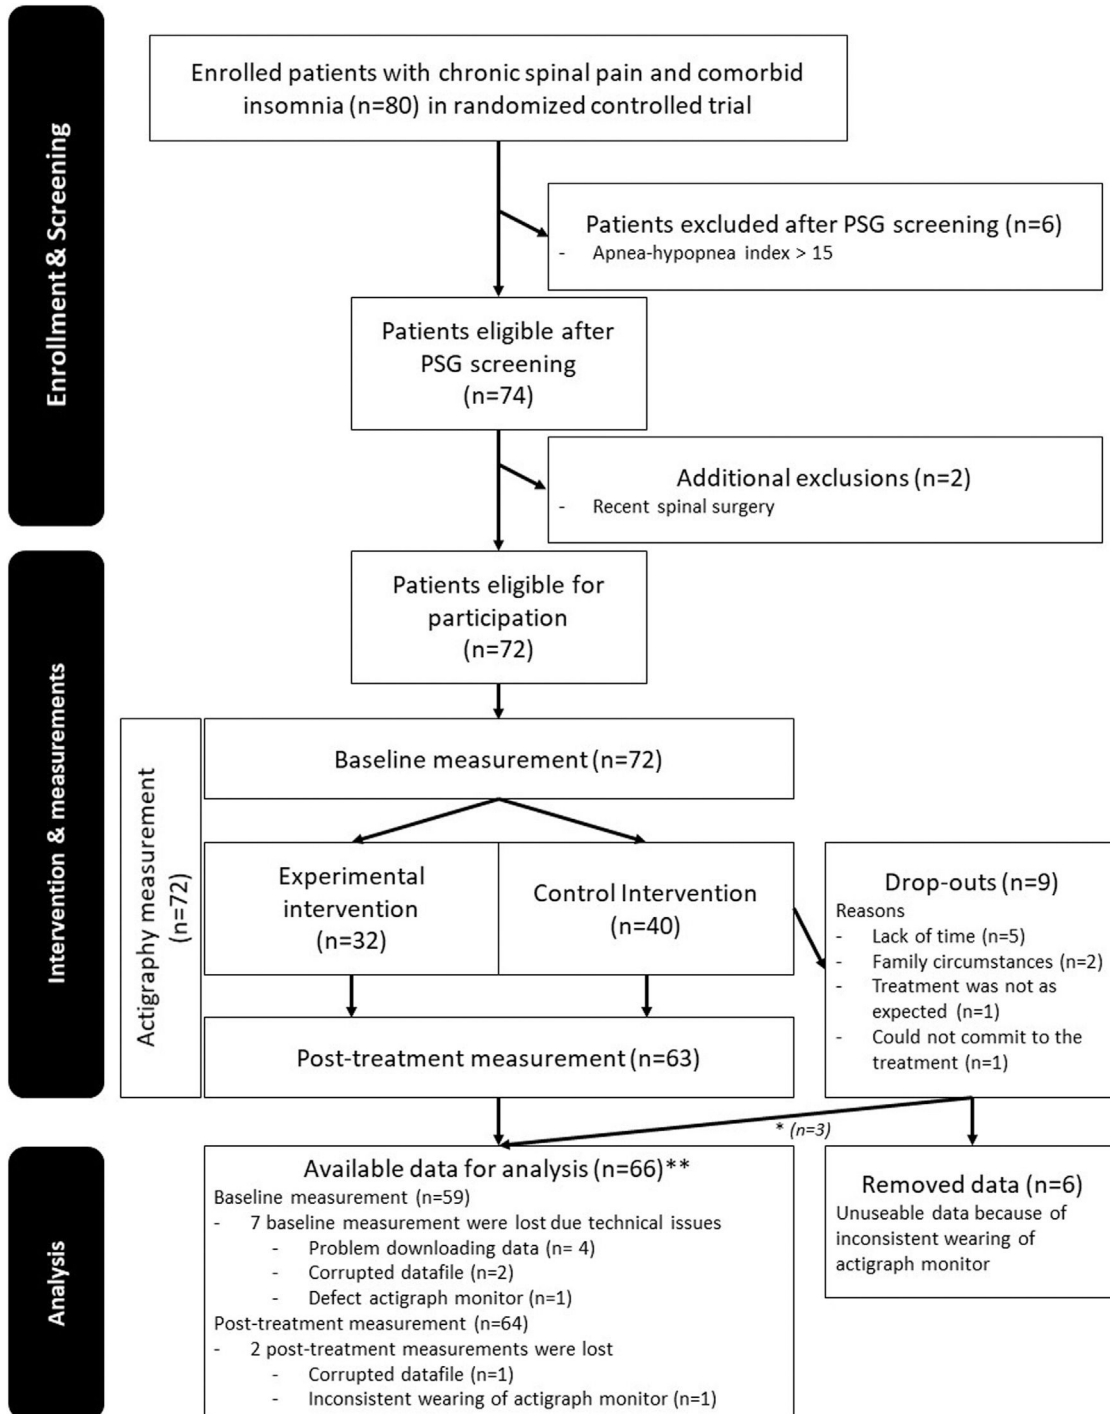 Enrollment & Screening
Enrolled patients with chronic spinal pain and comorbid
insomnia (n=80) in randomized controlled trial
Patients excluded after PSG screening (n=6)
- Apnea-hypopnea index > 15
Patients eligible after
PSG screening
(n=74)
Additional exclusions (n=2)
- Recent spinal surgery
Intervention & measurements
Patients eligible for
participation
(n=72)
Actigraphy measurement
(n=72)
Baseline measurement (n=72)
Experimental
intervention
(n=32)
Control Intervention
(n=40)
Drop-outs (n=9)
Reasons
- Lack of time (n=5)
- Family circumstances (n=2)
- Treatment was not as
expected (n=1)
- Could not commit to the
treatment (n=1)
Post-treatment measurement (n=63)
* (n=3)
Analysis
Available data for analysis (n=66)**
Baseline measurement (n=59)
- 7 baseline measurement were lost due technical issues
- Problem downloading data (n= 4)
- Corrupted datafile (n=2)
- Defect actigraph monitor (n=1)
Post-treatment measurement (n=64)
- 2 post-treatment measurements were lost
- Corrupted datafile (n=1)
- Inconsistent wearing of actigraph monitor (n=1)
Removed data (n=6)
Unuseable data because of
inconsistent wearing of
actigraph monitor